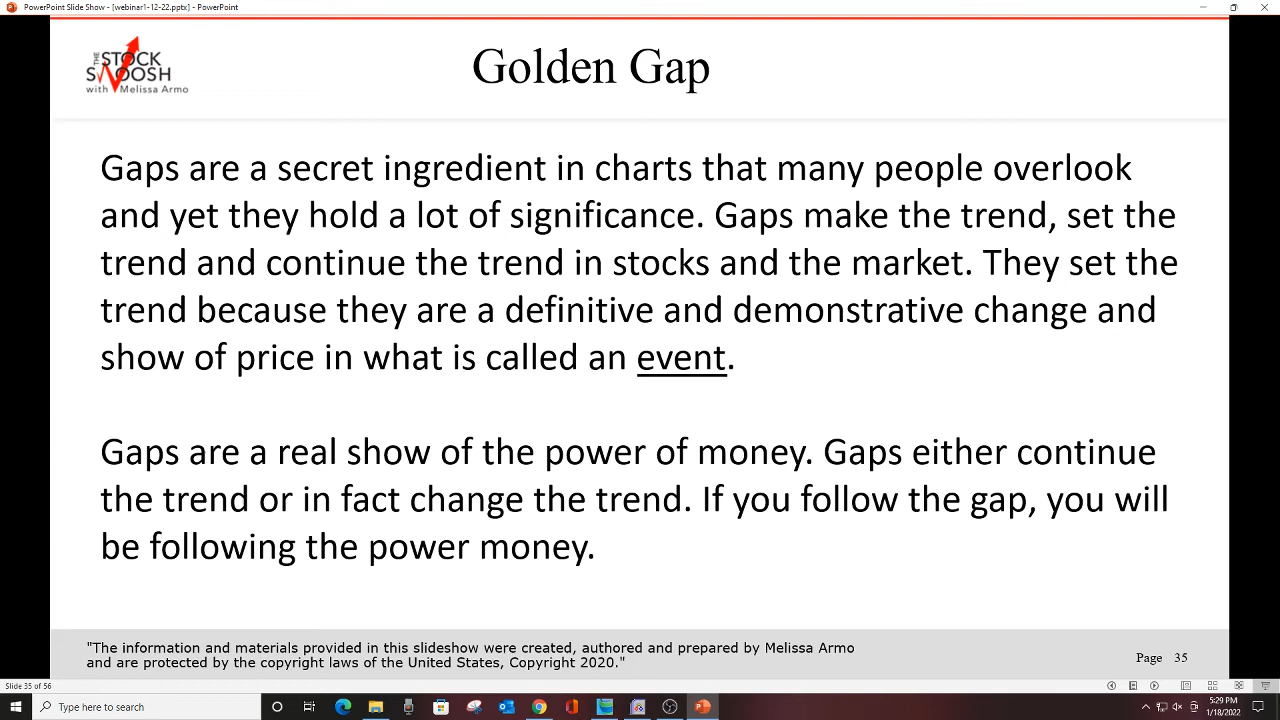 PowerPoint Slide Show - [webinar1-12-22.pptx] - PowerPoint
THE
STOCK
SWOOSH
with Melissa Armo
Golden Gap
Gaps are a secret ingredient in charts that many people overlook
and yet they hold a lot of significance. Gaps make the trend, set the
trend and continue the trend in stocks and the market. They set the
trend because they are a definitive and demonstrative change and
show of price in what is called an event.
Gaps are a real show of the power of money. Gaps either continue
the trend or in fact change the trend. If you follow the gap, you will
be following the power money.
"The information and materials provided in this slideshow were created, authored and prepared by Melissa Armo
and are protected by the copyright laws of the United States, Copyright 2020."
Page 35
Slide 35 of 56
Type here to search
5:29 PM
1/18/2022